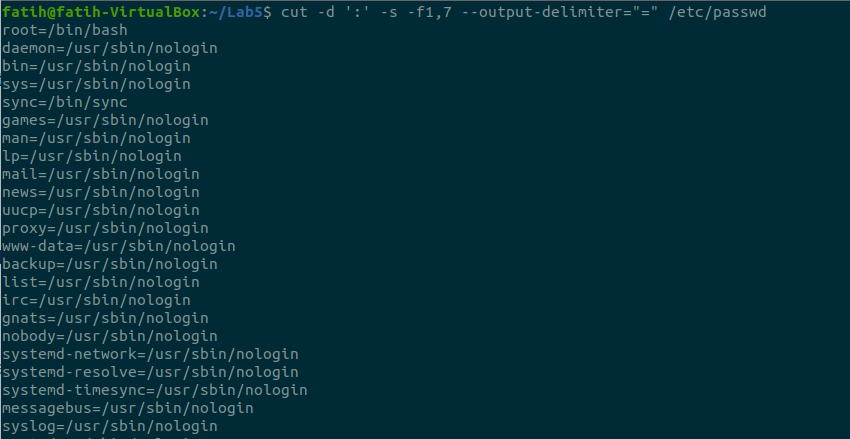 fatih@fatih-VirtualBox:~/Lab5$ cut -d ':' -s -f1,7 --output-delimiter="=" /etc/passwd
root=/bin/bash
daemon=/usr/sbin/nologin
bin=/usr/sbin/nologin
sys=/usr/sbin/nologin
sync=/bin/sync
games=/usr/sbin/nologin
man=/usr/sbin/nologin
lp=/usr/sbin/nologin
mail=/usr/sbin/nologin
news=/usr/sbin/nologin
uucp=/usr/sbin/nologin
proxy=/usr/sbin/nologin
www-data=/usr/sbin/nologin
backup=/usr/sbin/nologin
list=/usr/sbin/nologin
irc=/usr/sbin/nologin
gnats=/usr/sbin/nologin
nobody=/usr/sbin/nologin
systemd-network=/usr/sbin/nologin
systemd-resolve=/usr/sbin/nologin
systemd-timesync=/usr/sbin/nologin
messagebus=/usr/sbin/nologin
syslog=/usr/sbin/nologin